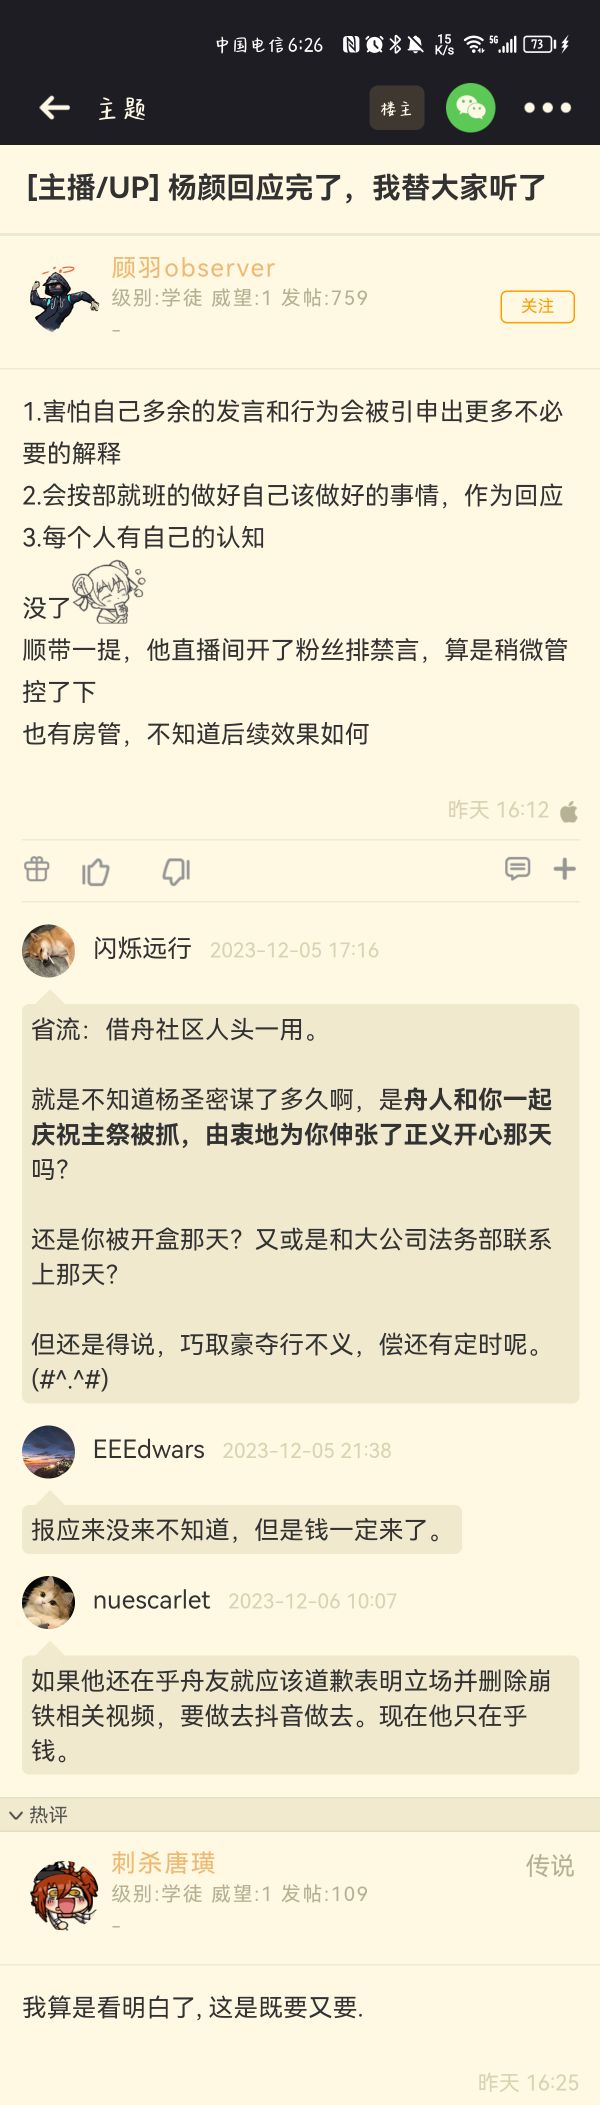 中国电信6:26
15
K/s
5G
73
主题
楼主
[主播/UP] 杨颜回应完了，我替大家听了
顾羽observer
级别:学徒 威望:1 发帖:759
-
关注
1.害怕自己多余的发言和行为会被引申出更多不必
要的解释
2.会按部就班的做好自己该做好的事情，作为回应
3.每个人有自己的认知
没了
顺带一提，他直播间开了粉丝排禁言，算是稍微管
控了下
也有房管，不知道后续效果如何
昨天 16:12
闪烁远行 2023-12-05 17:16
省流：借舟社区人头一用。
就是不知道杨圣密谋了多久啊，是舟人和你一起
庆祝主祭被抓，由衷地为你伸张了正义开心那天
吗？
还是你被开盒那天？又或是和大公司法务部联系
上那天？
但还是得说，巧取豪夺行不义，偿还有定时呢。
(#^.^#)
EEEdwars 2023-12-05 21:38
报应来没来不知道，但是钱一定来了。
nuescarlet 2023-12-06 10:07
如果他还在乎舟友就应该道歉表明立场并删除崩
铁相关视频，要做去抖音做去。现在他只在乎
钱。
热评
刺杀唐璜
传说
级别:学徒 威望:1 发帖:109
-
我算是看明白了, 这是既要又要.
昨天 16:25